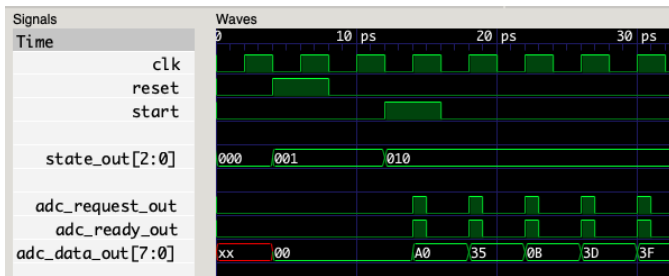 Signals Waves
Time 0 10 ps 20 ps 30 ps
clk
reset
start
state_out[2:0] 000 001 010
adc_request_out
adc_ready_out
adc_data_out[7:0] xx 00 A0 35 0B 3D 3F